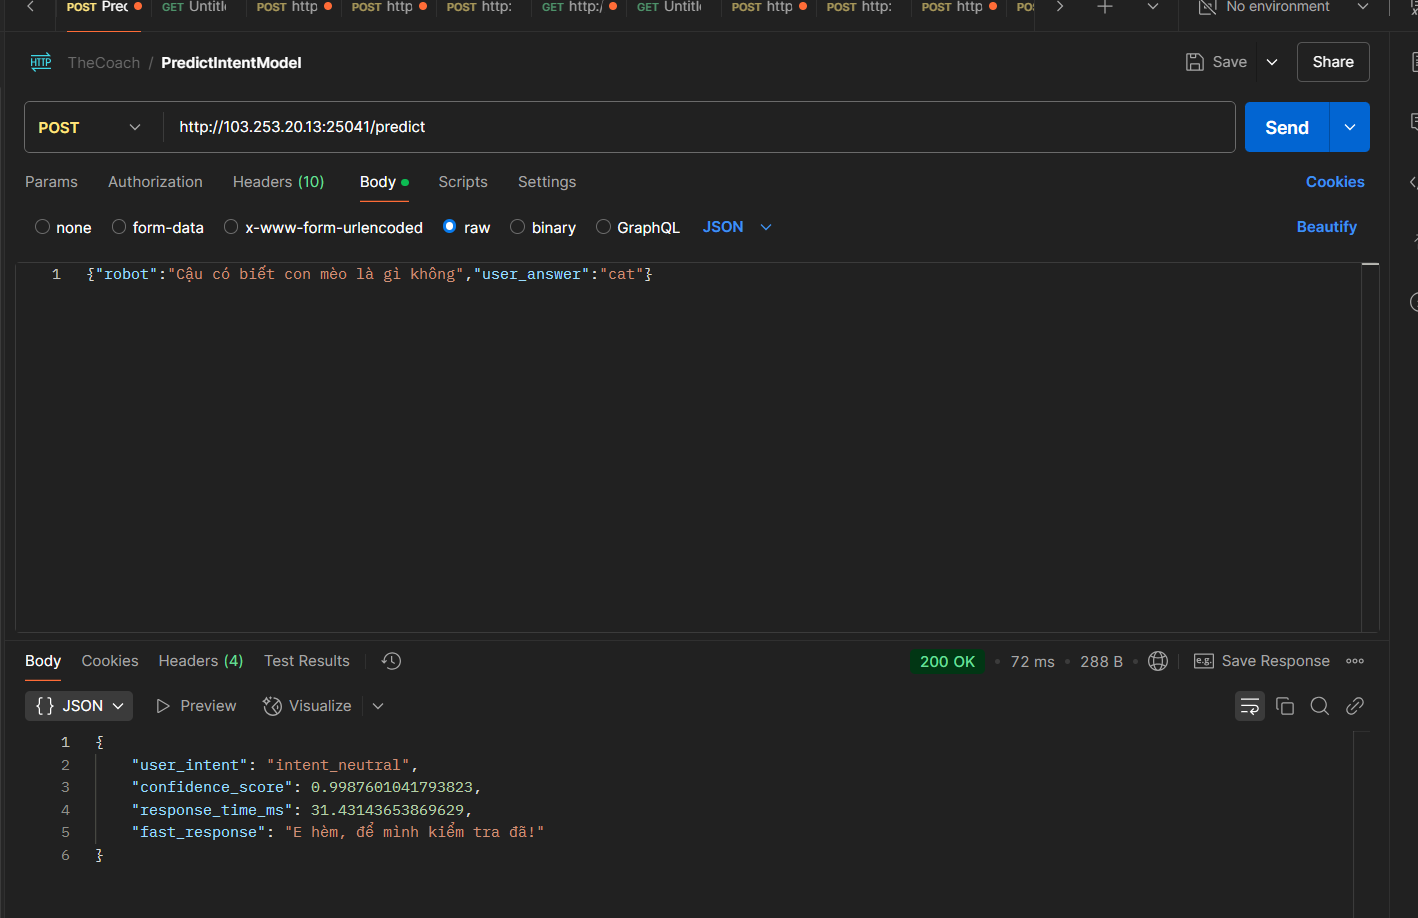 POST Prec GET Untitl POST http POST http POST http: GET http:/ GET Untitl POST http POST http: POST http PO No environment
HTTP TheCoach / PredictIntentModel Save Share
POST http://103.253.20.13:25041/predict Send
Params Authorization Headers (10) Body Scripts Settings Cookies
none form-data x-www-form-urlencoded raw binary GraphQL JSON Beautify
1 {"robot":"Cậu có biết con mèo là gì không","user_answer":"cat"}
Body Cookies Headers (4) Test Results 200 OK • 72 ms • 288 B • e.g. Save Response
{} JSON Preview Visualize
1 {
2 "user_intent": "intent_neutral",
3 "confidence_score": 0.9987601041793823,
4 "response_time_ms": 31.43143653869629,
5 "fast_response": "E hèm, để mình kiểm tra đã!"
6 }